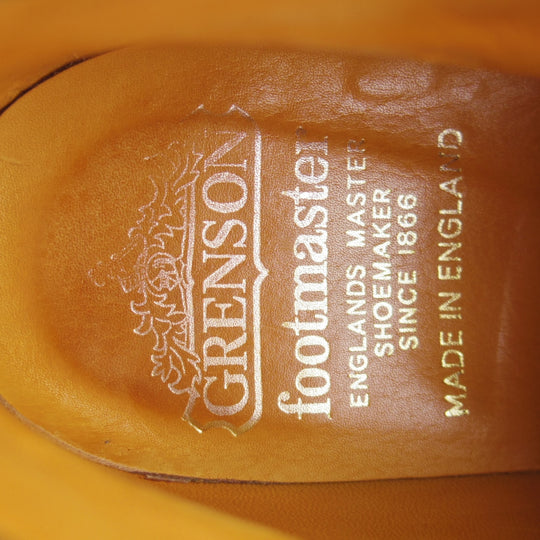 GRENSON
footmaster
ENGLANDS MASTER
SHOEMAKER
SINCE 1866
MADE IN ENGLAND